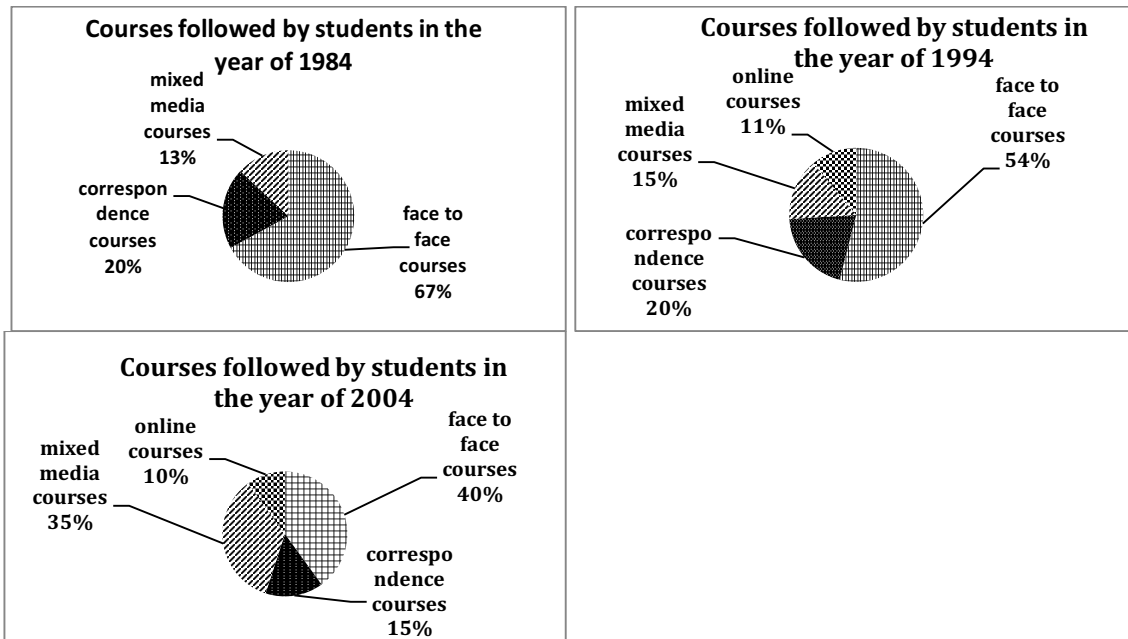 Courses followed by students in the
year of 1984
mixed
media
courses
13%
correspon
dence
courses
20%
face to
face
courses
67%
Courses followed by students in
the year of 1994
online
courses
11%
face to
face
courses
54%
mixed
media
courses
15%
correspo
ndence
courses
20%
Courses followed by students in
the year of 2004
online
courses
10%
face to
face
courses
40%
mixed
media
courses
35%
correspo
ndence
courses
15%